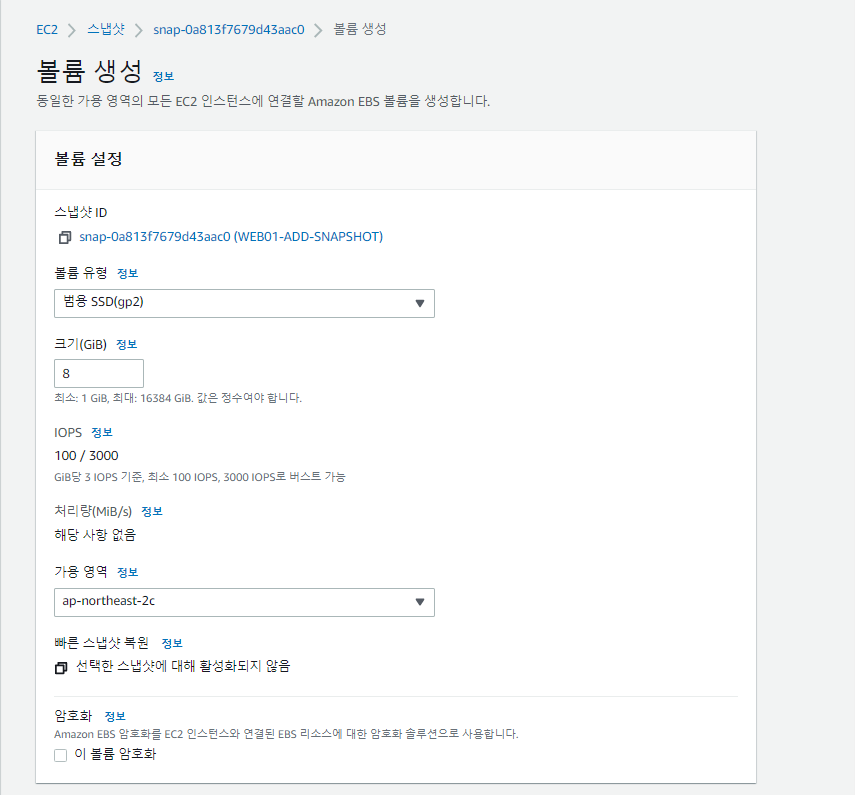 EC2 > 스냅샷 > snap-0a813f7679d43aac0 > 볼륨 생성
볼륨 생성 정보
동일한 가용 영역의 모든 EC2 인스턴스에 연결할 Amazon EBS 볼륨을 생성합니다.
볼륨 설정
스냅샷 ID
snap-0a813f7679d43aac0 (WEB01-ADD-SNAPSHOT)
볼륨 유형 정보
범용 SSD(gp2)
크기(GiB) 정보
8
최소: 1 GiB, 최대: 16384 GiB. 값은 정수여야 합니다.
IOPS 정보
100 / 3000
GiB당 3 IOPS 기준, 최소 100 IOPS, 3000 IOPS로 버스트 가능
처리량(MiB/s) 정보
해당 사항 없음
가용 영역 정보
ap-northeast-2c
빠른 스냅샷 복원 정보
선택한 스냅샷에 대해 활성화되지 않음
암호화 정보
Amazon EBS 암호화를 EC2 인스턴스와 연결된 EBS 리소스에 대한 암호화 솔루션으로 사용합니다.
이 볼륨 암호화